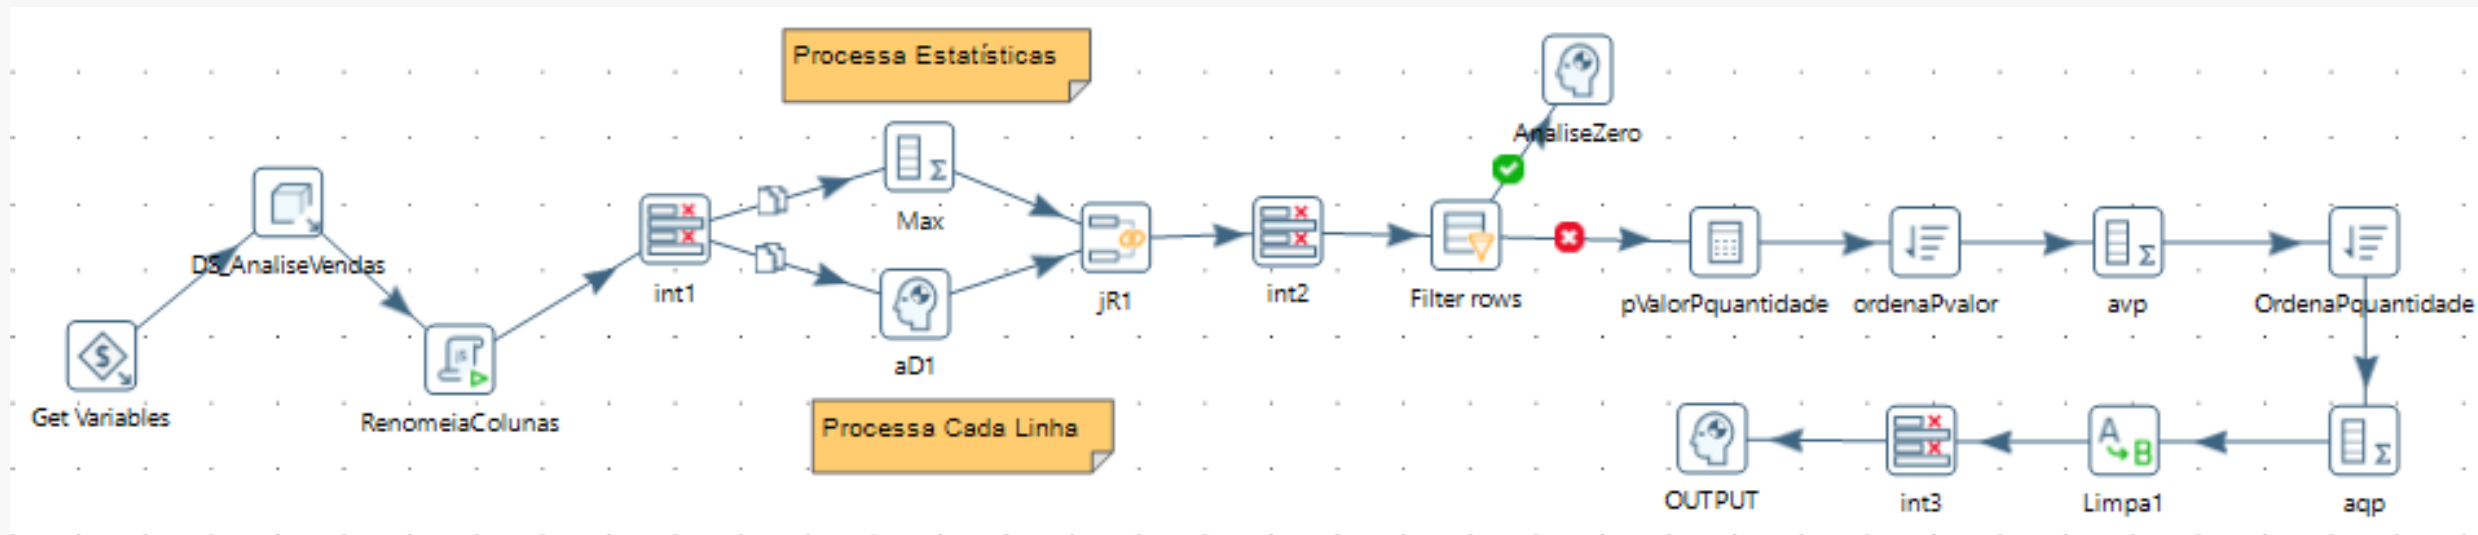 Processa Estatísticas
AnaliseZero
Max
DS_AnaliseVendas
int1
jR1
int2
Filter rows
pValorPquantidade
ordenaPvalor
avp
OrdenaPquantidade
aD1
Get Variables
RenomeiaColunas
Processa Cada Linha
OUTPUT
int3
Limpa1
aqp